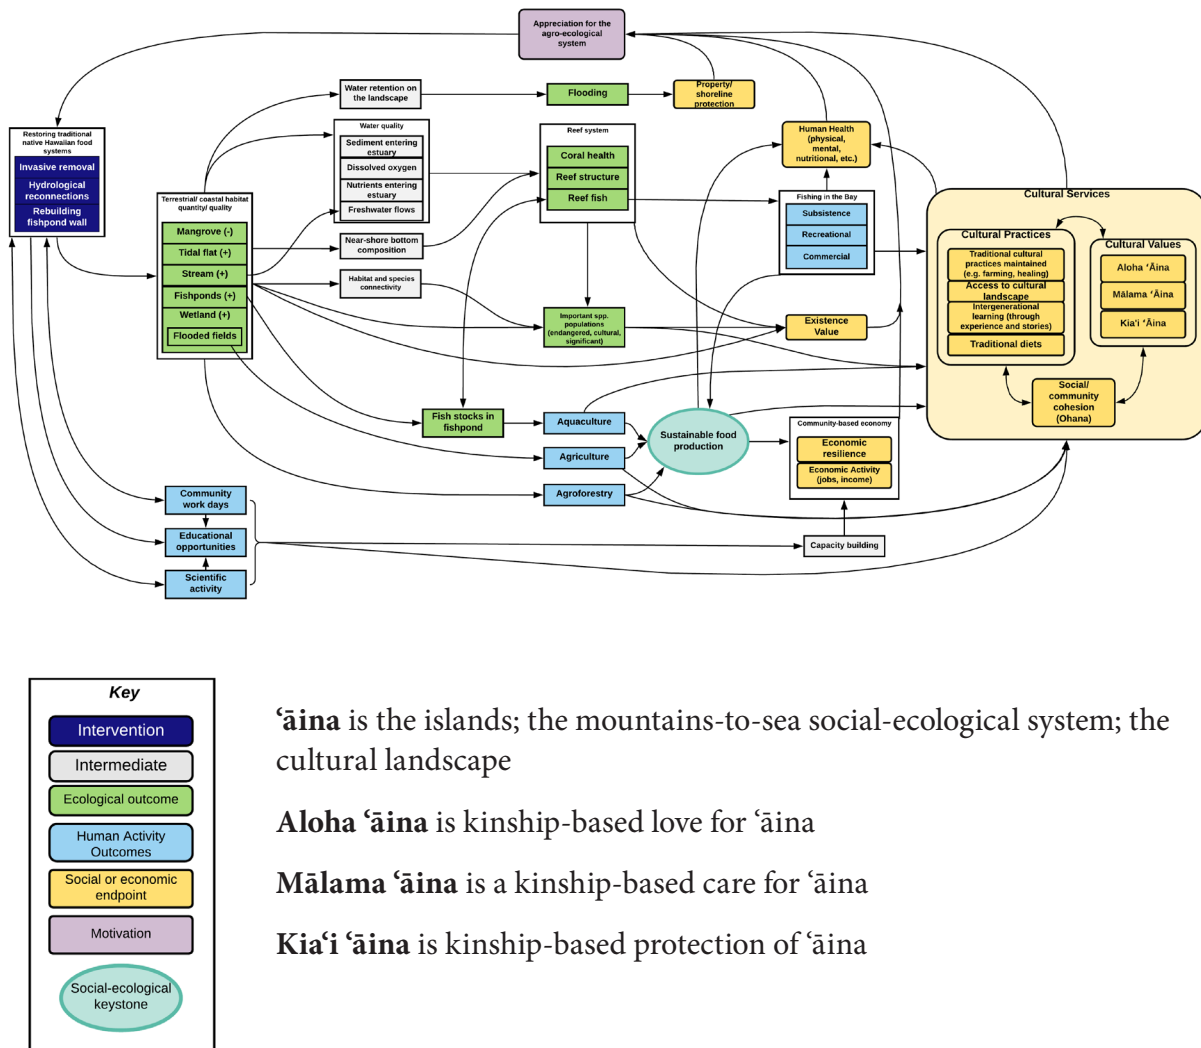 Appreciation for the
agro-ecological
system
Water retention on
the landscape
Flooding
Property/
shoreline
protection
Restoring traditional
native Hawaiian food
systems
Invasive removal
Hydrological
reconnections
Rebuilding
fishpond wall
Water quality
Sediment entering
estuary
Dissolved oxygen
Nutrients entering
estuary
Freshwater flows
Reef system
Coral health
Reef structure
Reef fish
Human Health
(physical,
mental,
nutritional, etc.)
Fishing in the Bay
Subsistence
Recreational
Commercial
Terrestrial/ coastal habitat
quantity/ quality
Mangrove (-)
Tidal flat (+)
Stream (+)
Fishponds (+)
Wetland (+)
Flooded fields
Near-shore bottom
composition
Habitat and species
connectivity
Important spp.
populations
(endangered, cultural,
significant)
Existence
Value
Cultural Services
Cultural Practices
Traditional cultural
practices maintained
(e.g. farming, healing)
Access to cultural
landscape
Intergenerational
learning (through
experience and stories)
Traditional diets
Cultural Values
Aloha ʻĀina
Mālama ʻĀina
Kia'i ʻĀina
Social/
community
cohesion
(Ohana)
Fish stocks in
fishpond
Aquaculture
Agriculture
Agroforestry
Sustainable food
production
Community-based economy
Economic
resilience
Economic Activity
(jobs, income)
Capacity building
Community
work days
Educational
opportunities
Scientific
activity
Key
Intervention
Intermediate
Ecological outcome
Human Activity
Outcomes
Social or economic
endpoint
Motivation
Social-ecological
keystone
ʻāina is the islands; the mountains-to-sea social-ecological system; the
cultural landscape
Aloha ʻāina is kinship-based love for ʻāina
Mālama ʻāina is a kinship-based care for ʻāina
Kiaʻi ʻāina is kinship-based protection of ʻāina